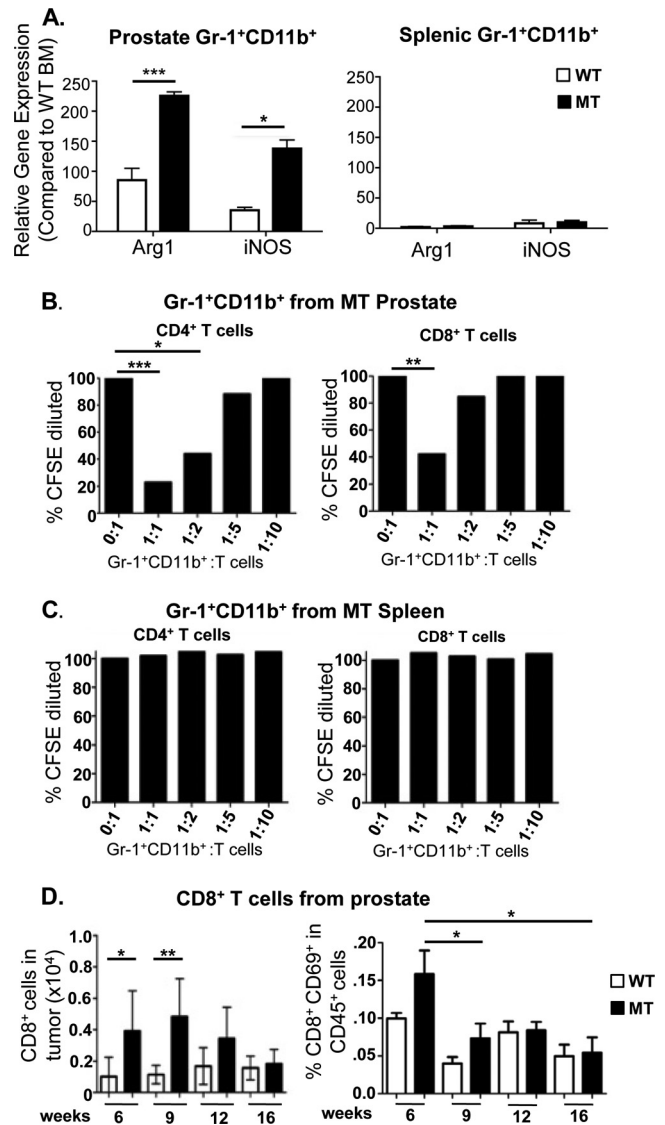 A.
Prostate Gr-1⁺CD11b⁺
Splenic Gr-1⁺CD11b⁺
Relative Gene Expression
(Compared to WT BM)
250
200
150
100
50
0
***
*
Arg1
iNOS
250
200
150
100
50
0
WT
MT
Arg1
iNOS
B.
Gr-1⁺CD11b⁺ from MT Prostate
CD4⁺ T cells
% CFSE diluted
100
80
60
40
20
0
*
***
0:1
1:1
1:2
1:5
1:10
Gr-1⁺CD11b⁺ :T cells
CD8⁺ T cells
% CFSE diluted
100
80
60
40
20
0
**
0:1
1:1
1:2
1:5
1:10
Gr-1⁺CD11b⁺ :T cells
C.
Gr-1⁺CD11b⁺ from MT Spleen
CD4⁺ T cells
% CFSE diluted
100
80
60
40
20
0
0:1
1:1
1:2
1:5
1:10
Gr-1⁺CD11b⁺ :T cells
CD8⁺ T cells
% CFSE diluted
100
80
60
40
20
0
0:1
1:1
1:2
1:5
1:10
Gr-1⁺CD11b⁺ :T cells
D.
CD8⁺ T cells from prostate
CD8⁺ cells in
tumor (x10⁴)
1.0
0.8
0.6
0.4
0.2
0
*
**
weeks
6
9
12
16
% CD8⁺ CD69⁺ in
CD45⁺ cells
.20
.15
.10
.05
0.0
*
*
WT
MT
weeks
6
9
12
16